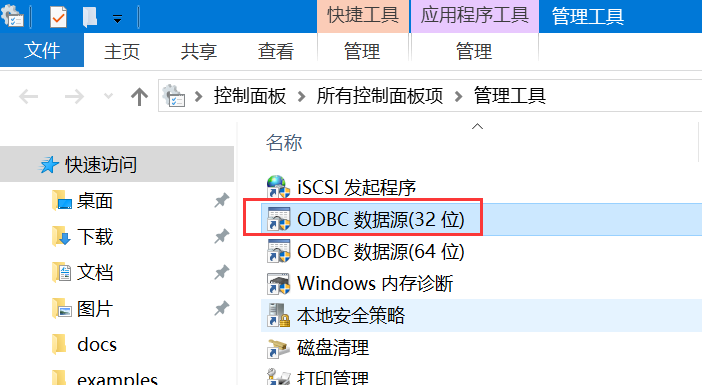 快捷工具 应用程序工具 管理工具
文件 主页 共享 查看 管理 管理
控制面板 > 所有控制面板项 > 管理工具
名称
快速访问
桌面
下载
文档
图片
docs
examples
iSCSI 发起程序
ODBC 数据源(32 位)
ODBC 数据源(64 位)
Windows 内存诊断
本地安全策略
磁盘清理
打印管理